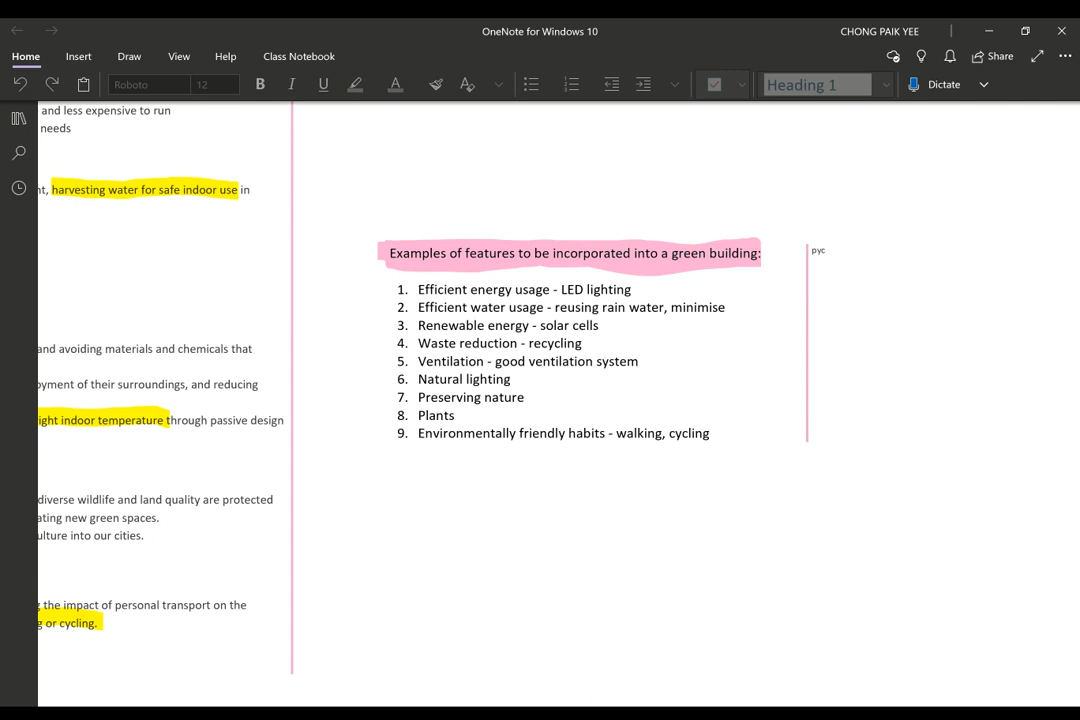 OneNote for Windows 10
CHONG PAIK YEE
Home Insert Draw View Help Class Notebook
Share
Roboto 12 B I U A A Heading 1 Dictate
and less expensive to run
needs
harvesting water for safe indoor use in
and avoiding materials and chemicals that
of their surroundings, and reducing
indoor temperature through passive design
diverse wildlife and land quality are protected
new green spaces.
into our cities.
the impact of personal transport on the
or cycling.
Examples of features to be incorporated into a green building:
1. Efficient energy usage - LED lighting
2. Efficient water usage - reusing rain water, minimise
3. Renewable energy - solar cells
4. Waste reduction - recycling
5. Ventilation - good ventilation system
6. Natural lighting
7. Preserving nature
8. Plants
9. Environmentally friendly habits - walking, cycling
pyc